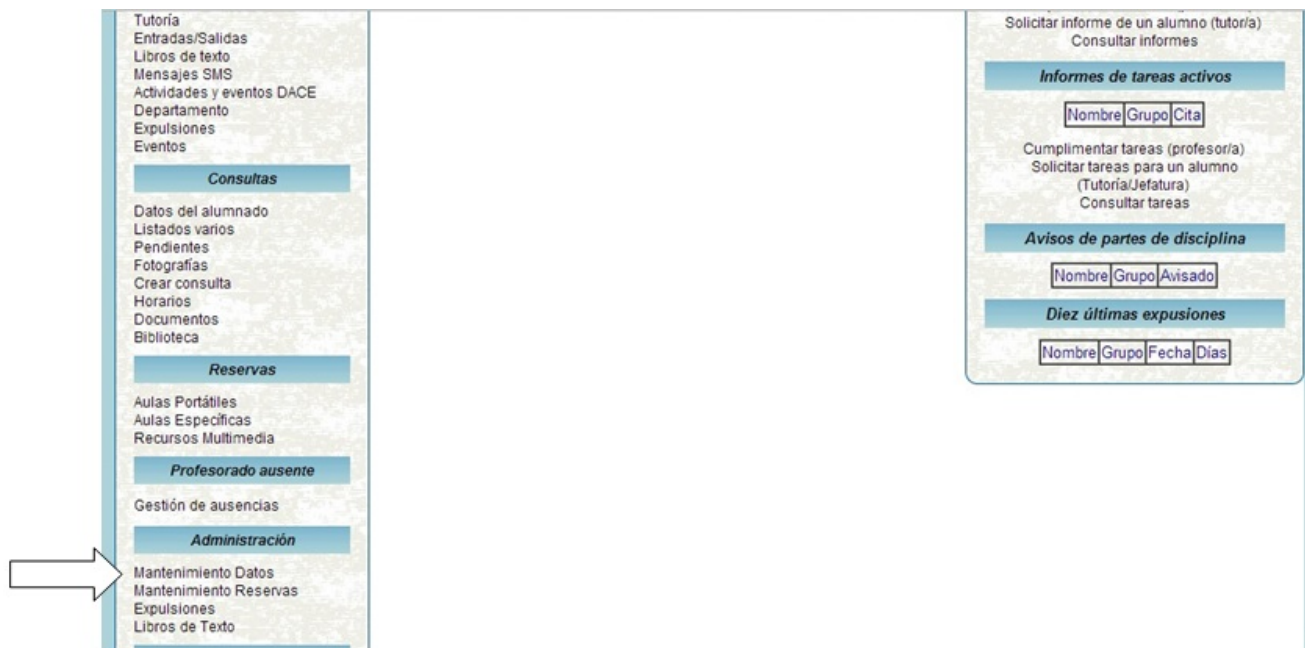 Tutoría
Entradas/Salidas
Libros de texto
Mensajes SMS
Actividades y eventos DACE
Departamento
Expulsiones
Eventos
Consultas
Datos del alumnado
Listados varios
Pendientes
Fotografías
Crear consulta
Horarios
Documentos
Biblioteca
Reservas
Aulas Portátiles
Aulas Específicas
Recursos Multimedia
Profesorado ausente
Gestión de ausencias
Administración
Mantenimiento Datos
Mantenimiento Reservas
Expulsiones
Libros de Texto
Solicitar informe de un alumno (tutor/a)
Consultar informes
Informes de tareas activos
Nombre Grupo Cita
Cumplimentar tareas (profesor/a)
Solicitar tareas para un alumno
(Tutoría/Jefatura)
Consultar tareas
Avisos de partes de disciplina
Nombre Grupo Avisado
Diez últimas expusiones
Nombre Grupo Fecha Días